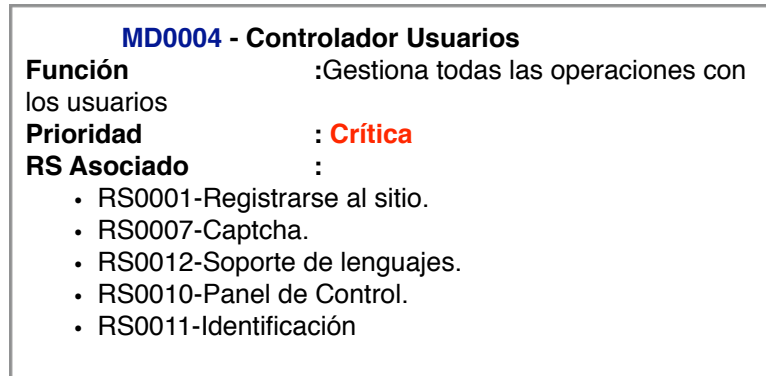 MD0004 - Controlador Usuarios
Función :Gestiona todas las operaciones con
los usuarios
Prioridad : Crítica
RS Asociado :
• RS0001-Registrarse al sitio.
• RS0007-Captcha.
• RS0012-Soporte de lenguajes.
• RS0010-Panel de Control.
• RS0011-Identificación